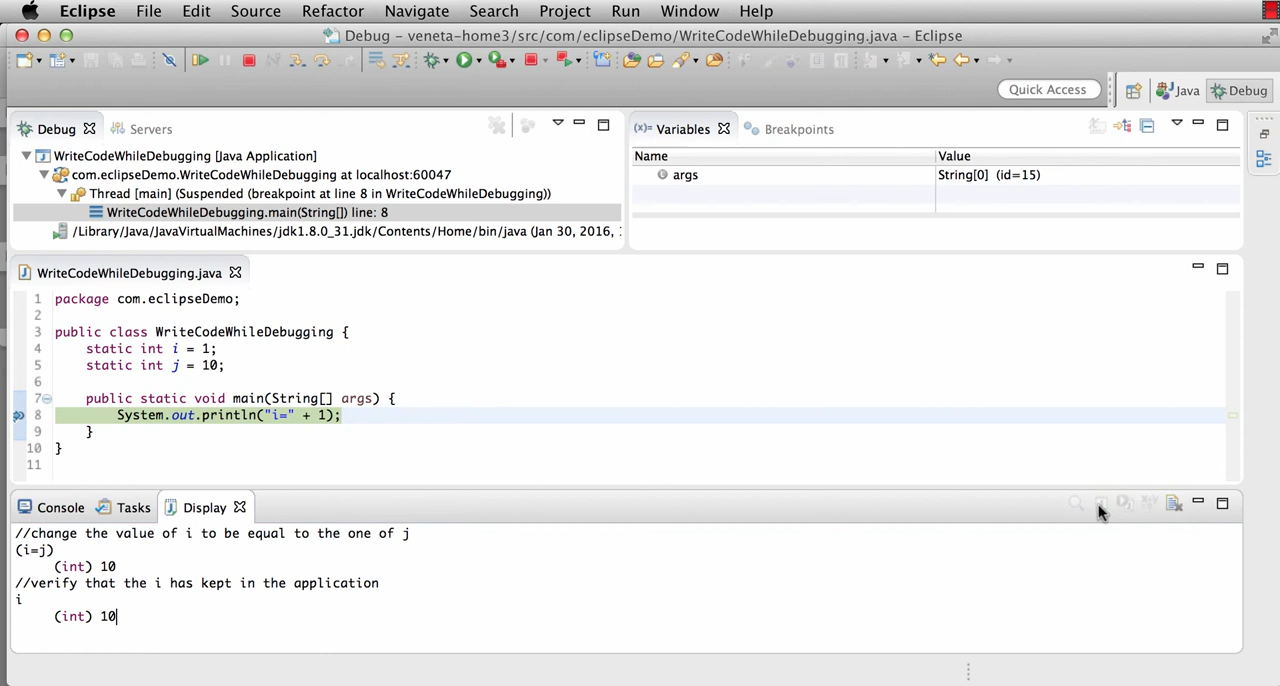 Eclipse File Edit Source Refactor Navigate Search Project Run Window Help
Debug - veneta-home3/src/com/eclipseDemo/WriteCodeWhileDebugging.java - Eclipse
Quick Access Java Debug
Debug Servers
WriteCodeWhileDebugging [Java Application]
com.eclipseDemo.WriteCodeWhileDebugging at localhost:60047
Thread [main] (Suspended (breakpoint at line 8 in WriteCodeWhileDebugging))
WriteCodeWhileDebugging.main(String[]) line: 8
/Library/Java/JavaVirtualMachines/jdk1.8.0_31.jdk/Contents/Home/bin/java (Jan 30, 2016,
(x)= Variables Breakpoints
Name Value
args String[0] (id=15)
WriteCodeWhileDebugging.java
1 package com.eclipseDemo;
2
3 public class WriteCodeWhileDebugging {
4 static int i = 1;
5 static int j = 10;
6
7 public static void main(String[] args) {
8 System.out.println("i=" + 1);
9 }
10 }
11
Console Tasks Display
//change the value of i to be equal to the one of j
(i=j)
(int) 10
//verify that the i has kept in the application
i
(int) 10